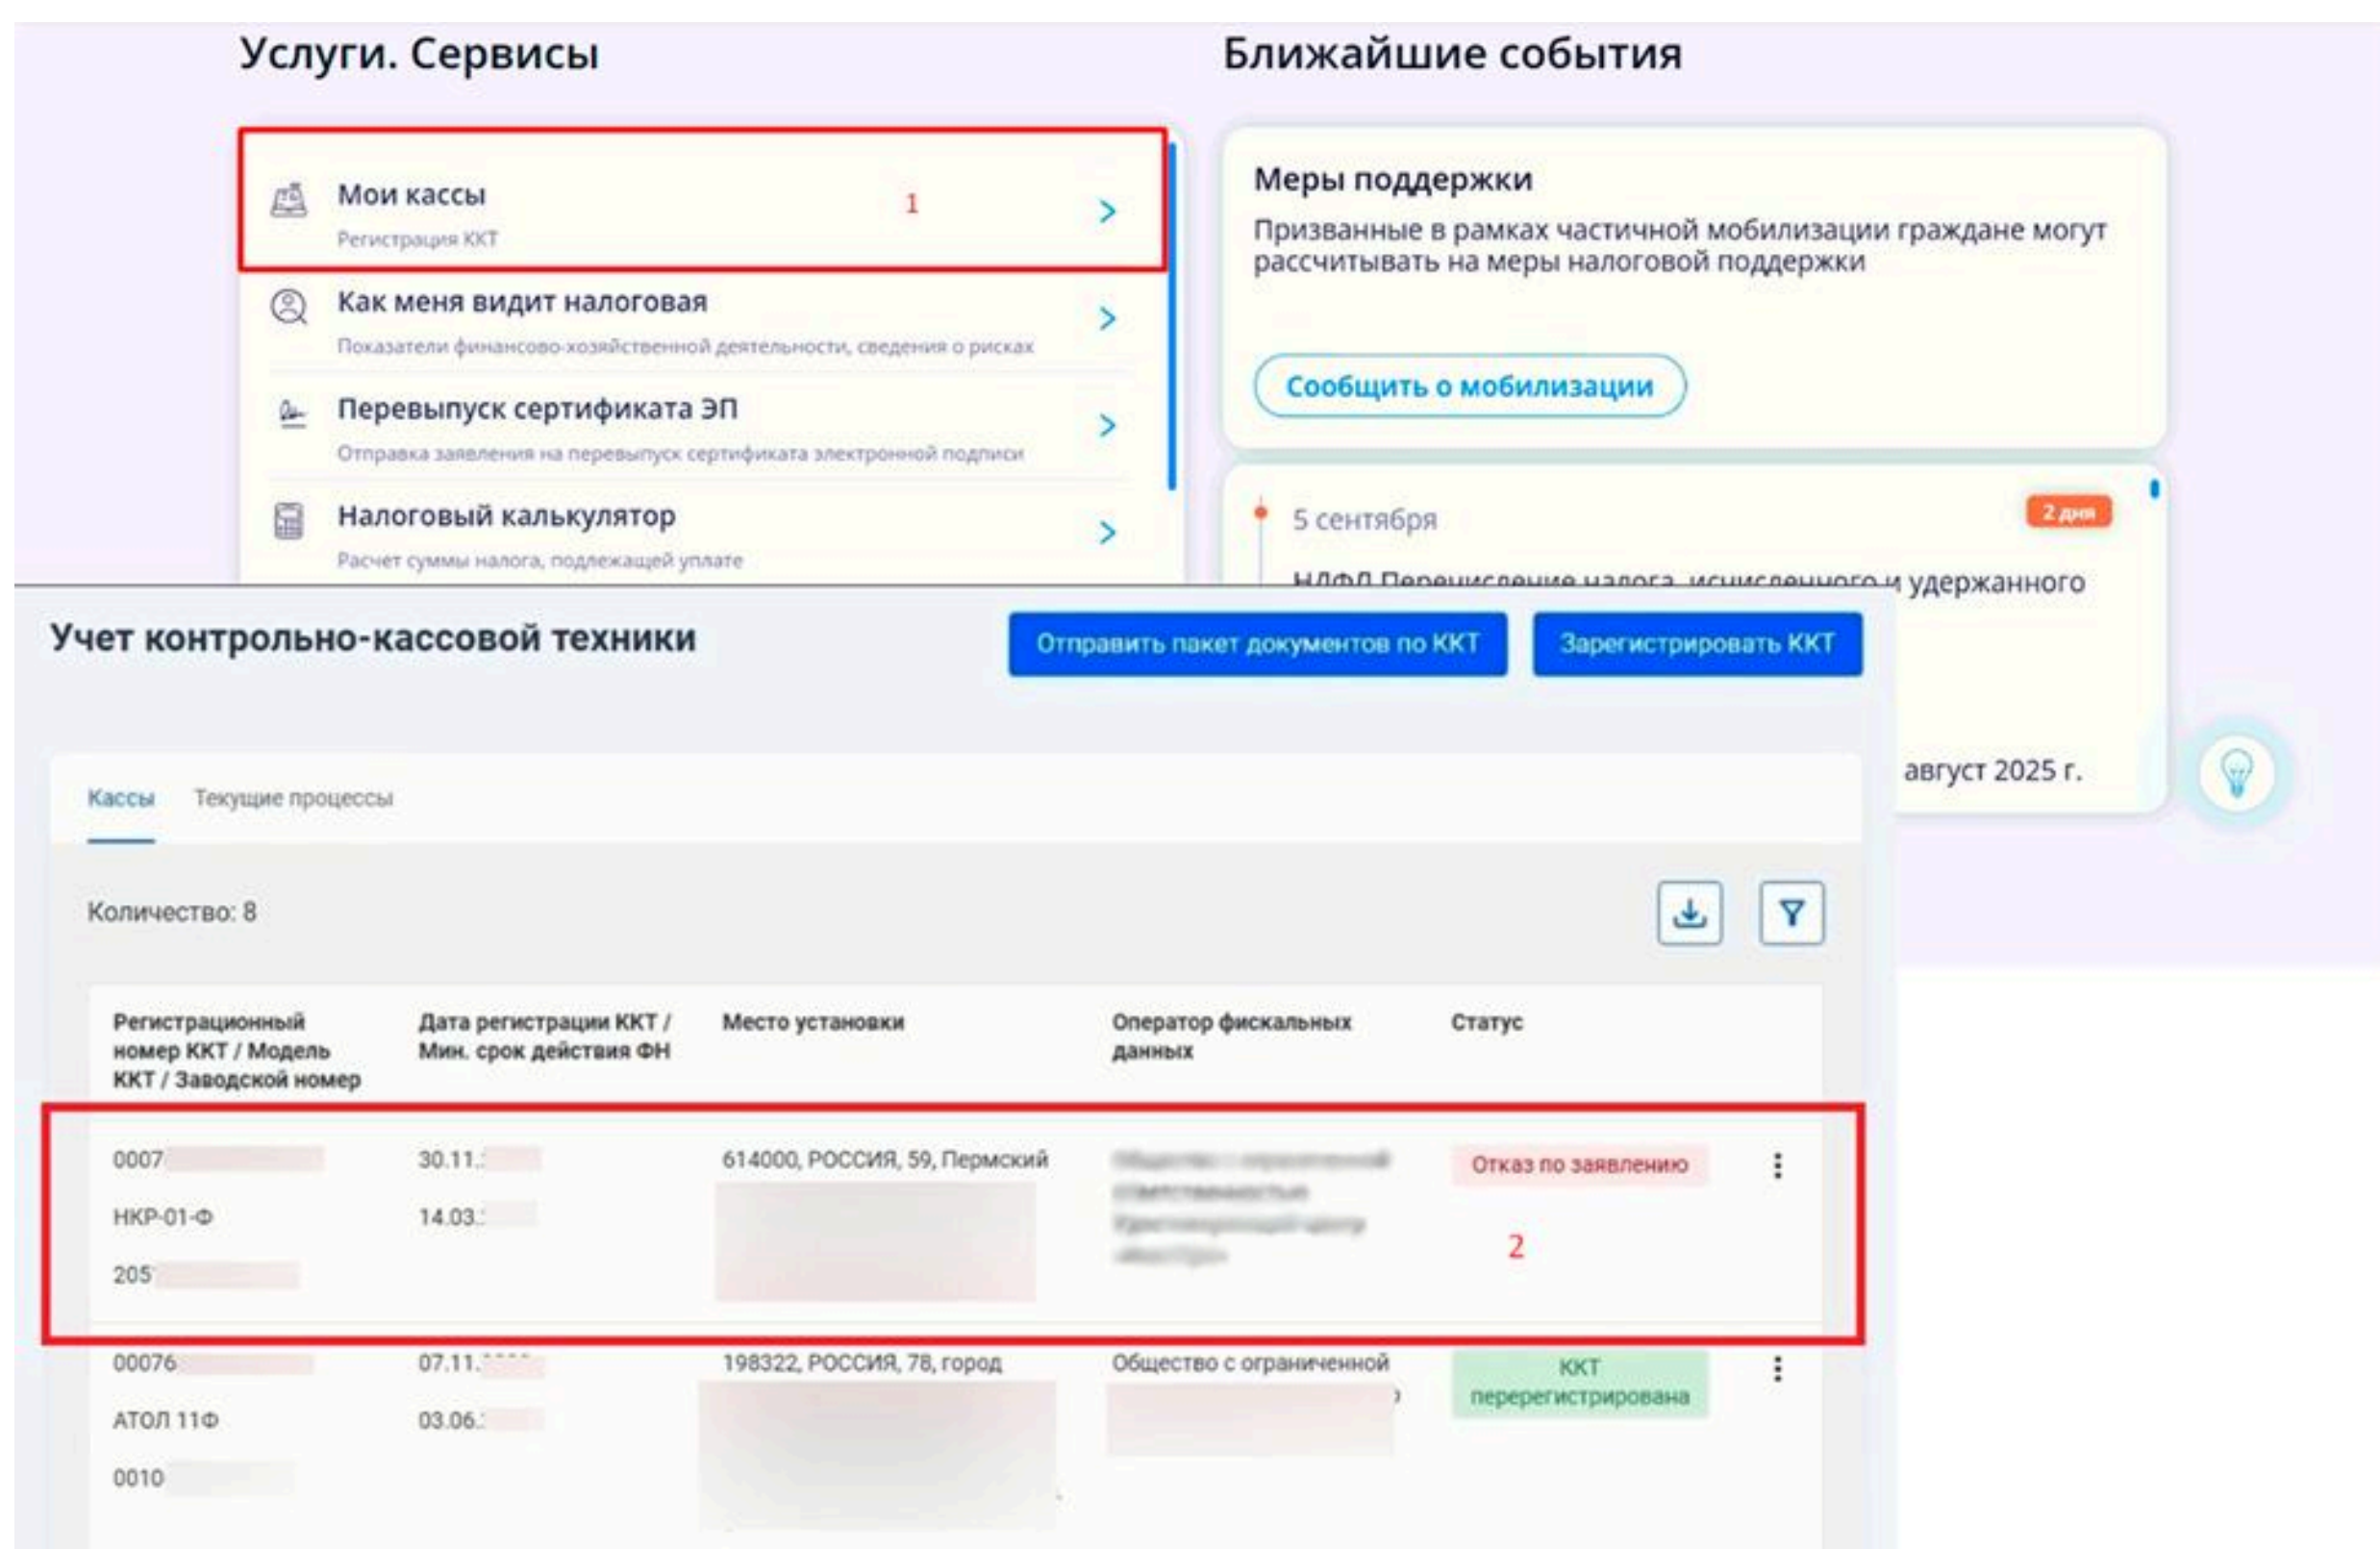 Услуги. Сервисы
Мои кассы
Регистрация ККТ
1
Как меня видит налоговая
Показатели финансово-хозяйственной деятельности, сведения о рисках
Перевыпуск сертификата ЭП
Отправка заявления на перевыпуск сертификата электронной подписи
Налоговый калькулятор
Расчет суммы налога, подлежащей уплате
Ближайшие события
Меры поддержки
Призванные в рамках частичной мобилизации граждане могут
рассчитывать на меры налоговой поддержки
Сообщить о мобилизации
5 сентября
2 дня
НДФЛ Перечисление налога, исчисленного и удержанного
август 2025 г.
Учет контрольно-кассовой техники
Отправить пакет документов по ККТ
Зарегистрировать ККТ
Кассы
Текущие процессы
Количество: 8
Регистрационный
номер ККТ / Модель
ККТ / Заводской номер
Дата регистрации ККТ /
Мин. срок действия ФН
Место установки
Оператор фискальных
данных
Статус
0007
НКР-01-Ф
205
30.11.
14.03.
614000, РОССИЯ, 59, Пермский
Отказ по заявлению
2
00076
АТОЛ 11Ф
0010
07.11.
03.06.
198322, РОССИЯ, 78, город
Общество с ограниченной
ККТ
перерегистрирована